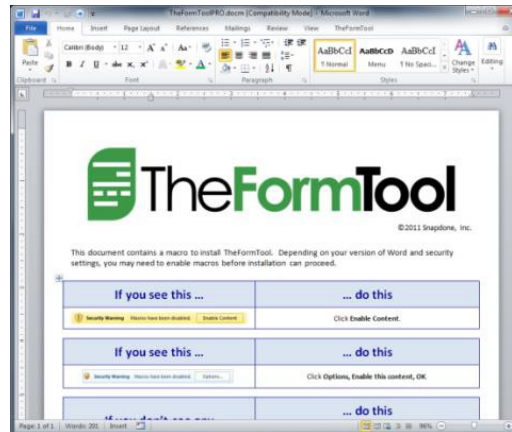 TheFormToolPRO.docm [Compatibility Mode] - Microsoft Word
File Home Insert Page Layout References Mailings Review View TheFormTool
Calibri (Body) 12
AaBbCcI AaBbCcD AaBbCcI
Paste ¶ Normal Menu ¶ No Spaci... Change Styles Editing
Clipboard Font Paragraph Styles
TheFormTool
©2011 Snapdone, Inc.
This document contains a macro to install TheFormTool. Depending on your version of Word and security
settings, you may need to enable macros before installation can proceed.
If you see this ... ... do this
Security Warning Macros have been disabled. Enable Content Click Enable Content.
If you see this ... ... do this
Security Warning Macros have been disabled. Options... Click Options, Enable this content, OK.
... do this
Page: 1 of 1 Words: 201 Insert 96%